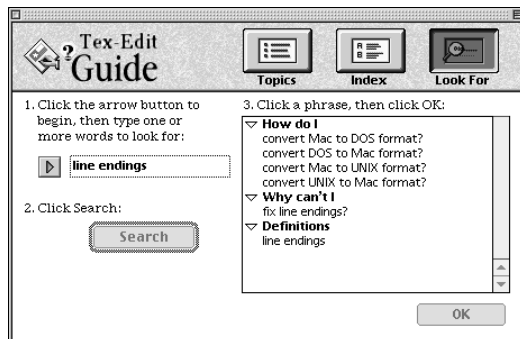 Tex-Edit
Guide
Topics
Index
Look For
1. Click the arrow button to
begin, then type one or
more words to look for:
line endings
2. Click Search:
Search
3. Click a phrase, then click OK:
How do I
convert Mac to DOS format?
convert DOS to Mac format?
convert Mac to UNIX format?
convert UNIX to Mac format?
Why can't I
fix line endings?
Definitions
line endings
OK